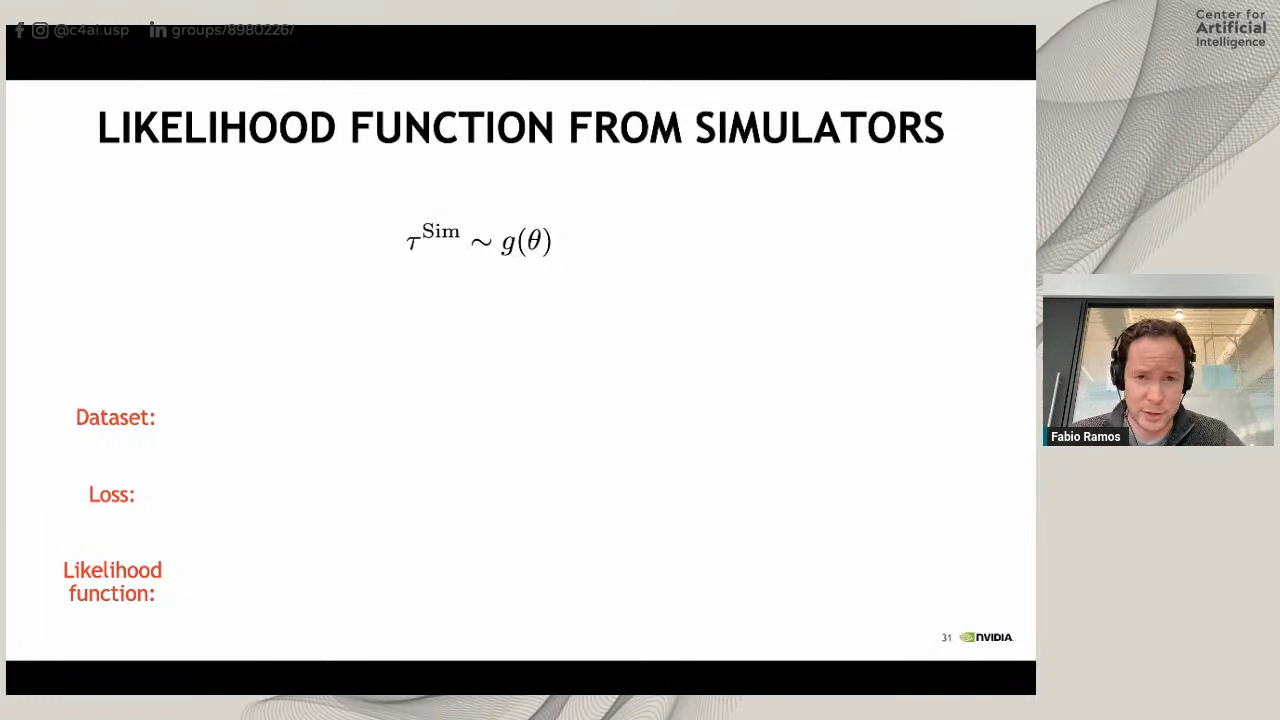 @c4ai.usp groups/8980226/
Center for
Artificial
Intelligence
LIKELIHOOD FUNCTION FROM SIMULATORS
τ^Sim ∼ g(θ)
Dataset:
Loss:
Likelihood
function:
Fabio Ramos
31 NVIDIA.